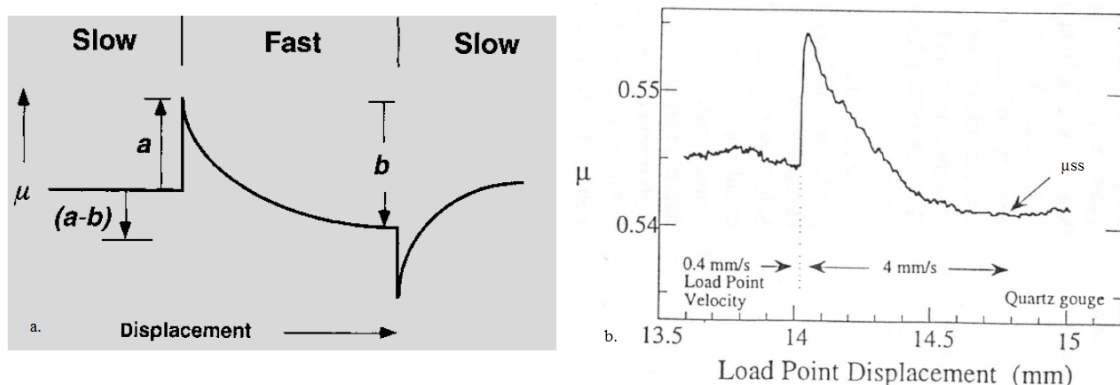 Slow Fast Slow
a
b
μ
(a-b)
a. Displacement
0.55
μ
μss
0.54
0.4 mm/s 4 mm/s
Load Point
Velocity
Quartz gouge
b.
13.5 14 14.5 15
Load Point Displacement (mm)